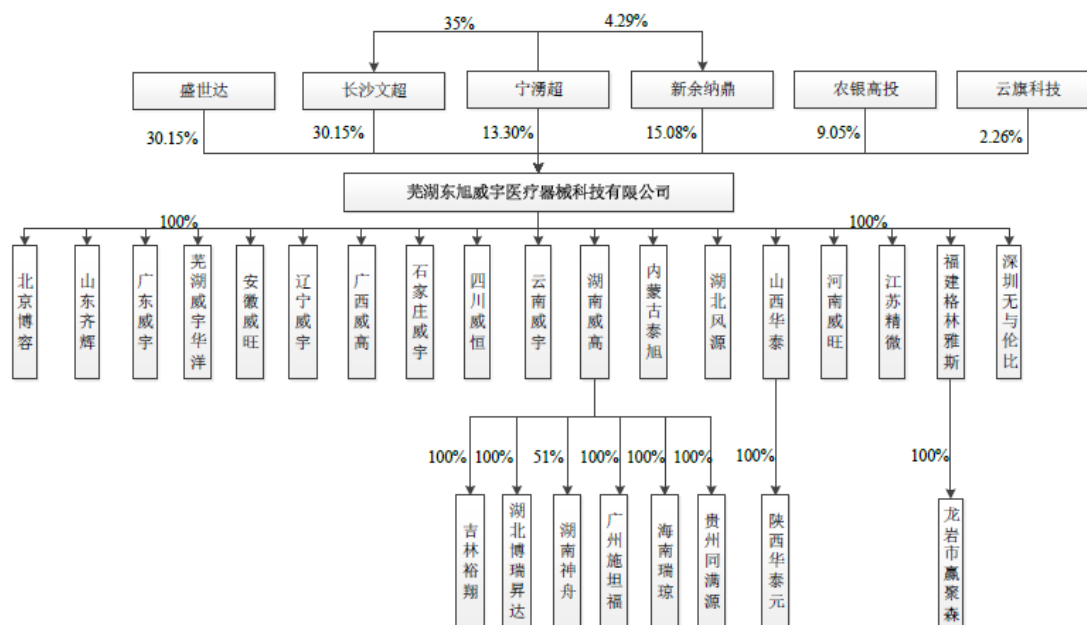 35%
4.29%
盛世达
长沙文超
宁湧超
新余纳鼎
农银高投
云旗科技
30.15%
30.15%
13.30%
15.08%
9.05%
2.26%
芜湖东旭威宇医疗器械科技有限公司
100%
100%
北京博容
山东齐辉
广东威宇
芜湖威宇华洋
安徽威旺
辽宁威宇
广西威高
石家庄威宇
四川威恒
云南威宇
湖南威高
内蒙古泰旭
湖北风源
山西华泰
河南威旺
江苏精微
福建格林雅斯
深圳无与伦比
100%
100%
51%
100%
100%
100%
100%
100%
吉林裕翔
湖北博瑞昇达
湖南神舟
广州施坦福
海南瑞琼
贵州同满源
陕西华泰元
龙岩市赢聚森